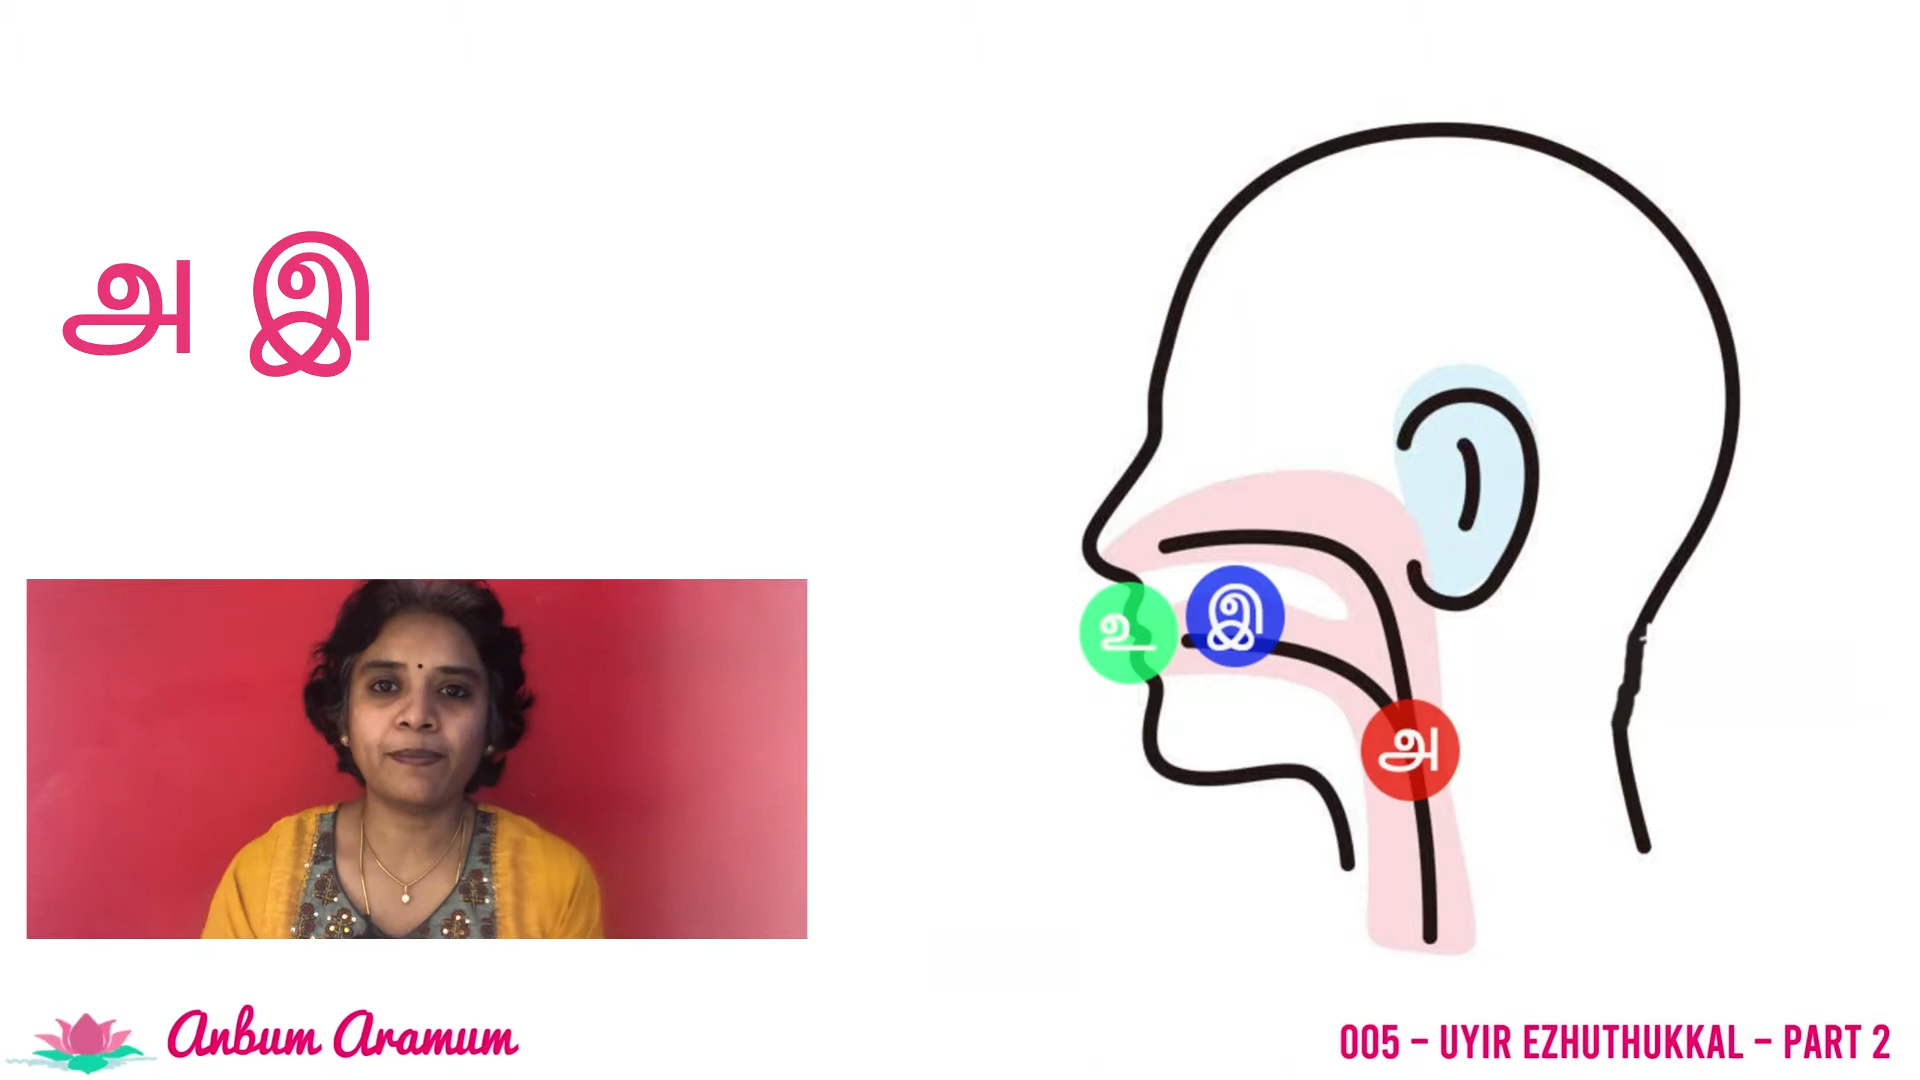 அ இ
உ இ
அ
Anbum Aramum
005 – UYIR EZHUTHUKKAL – PART 2